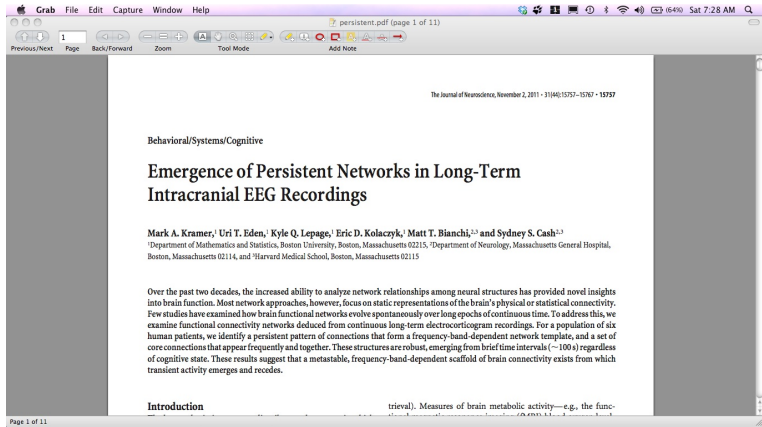 Grab File Edit Capture Window Help (64%) Sat 7:28 AM
persistent.pdf (page 1 of 11)
1
Previous/Next Page Back/Forward Zoom Tool Mode Add Note
The Journal of Neuroscience, November 2, 2011 • 31(44):15757–15767 • 15757
Behavioral/Systems/Cognitive
Emergence of Persistent Networks in Long-Term
Intracranial EEG Recordings
Mark A. Kramer,¹ Uri T. Eden,¹ Kyle Q. Lepage,¹ Eric D. Kolaczyk,¹ Matt T. Bianchi,²,³ and Sydney S. Cash²,³
¹Department of Mathematics and Statistics, Boston University, Boston, Massachusetts 02215, ²Department of Neurology, Massachusetts General Hospital,
Boston, Massachusetts 02114, and ³Harvard Medical School, Boston, Massachusetts 02115
Over the past two decades, the increased ability to analyze network relationships among neural structures has provided novel insights
into brain function. Most network approaches, however, focus on static representations of the brain's physical or statistical connectivity.
Few studies have examined how brain functional networks evolve spontaneously over long epochs of continuous time. To address this, we
examine functional connectivity networks deduced from continuous long-term electrocorticogram recordings. For a population of six
human patients, we identify a persistent pattern of connections that form a frequency-band-dependent network template, and a set of
core connections that appear frequently and together. These structures are robust, emerging from brief time intervals (~100 s) regardless
of cognitive state. These results suggest that a metastable, frequency-band-dependent scaffold of brain connectivity exists from which
transient activity emerges and recedes.
Introduction
trieval). Measures of brain metabolic activity—e.g., the func-
Page 1 of 11